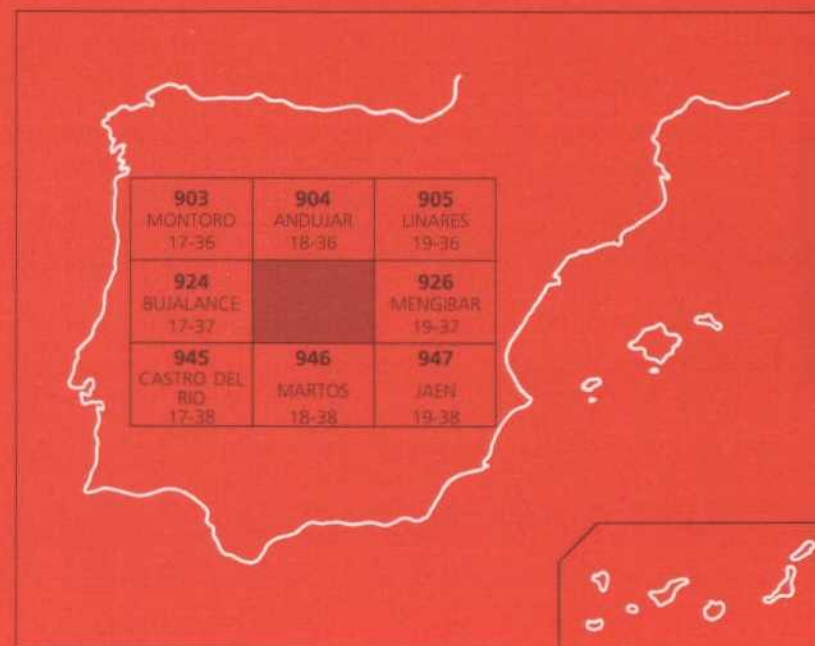 903
MONTORO
17-36
904
ANDUJAR
18-36
905
LINARES
19-36
924
BUJALANCE
17-37
926
MENGIBAR
19-37
945
CASTRO DEL
RIO
17-38
946
MARTOS
18-38
947
JAEN
19-38